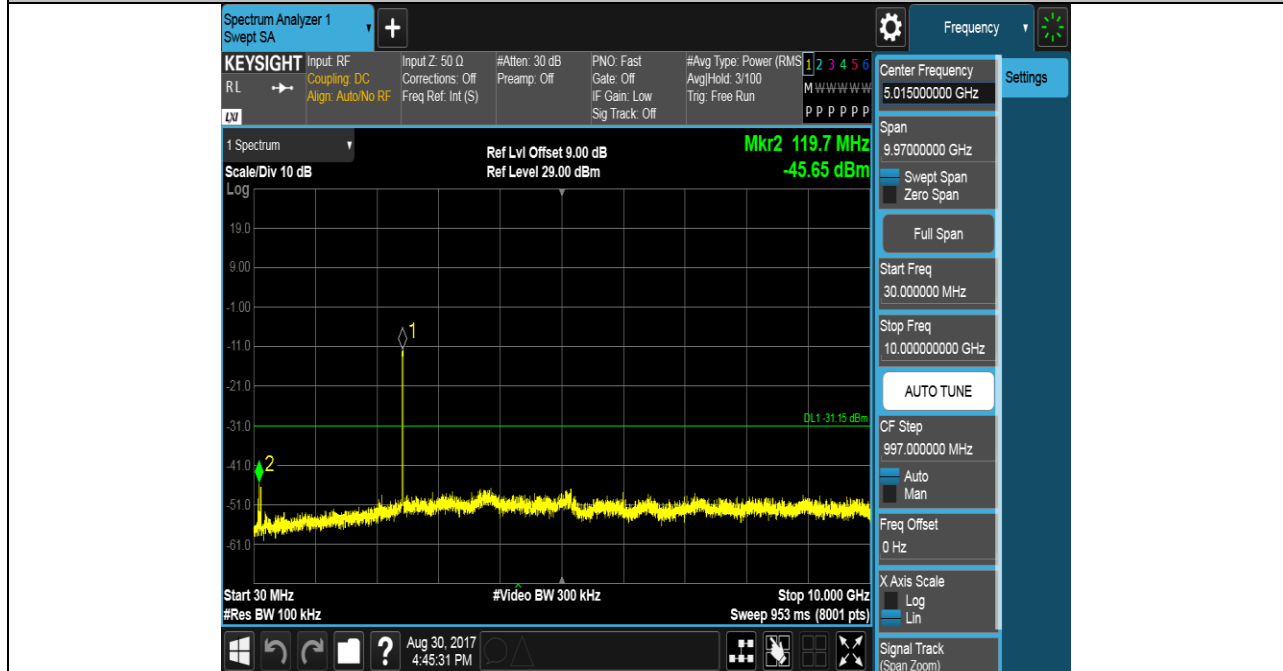 Spectrum Analyzer 1
Swept SA
+
Frequency
KEYSIGHT
RL
LXI
Input: RF
Coupling: DC
Align: Auto/No RF
Input Z: 50 Ω
Corrections: Off
Freq Ref: Int (S)
#Atten: 30 dB
Preamp: Off
PNO: Fast
Gate: Off
IF Gain: Low
Sig Track: Off
#Avg Type: Power (RMS
Avg|Hold: 3/100
Trig: Free Run
1 2 3 4 5 6
M W W W W W
P P P P P P
Center Frequency
5.015000000 GHz
Settings
1 Spectrum
Scale/Div 10 dB
Ref Lvl Offset 9.00 dB
Ref Level 29.00 dBm
Mkr2 119.7 MHz
-45.65 dBm
Span
9.97000000 GHz
Swept Span
Zero Span
Full Span
Start Freq
30.000000 MHz
Stop Freq
10.000000000 GHz
AUTO TUNE
CF Step
997.000000 MHz
Auto
Man
Freq Offset
0 Hz
X Axis Scale
Log
Lin
Signal Track
(Span Zoom)
Log
19.0
9.00
-1.00
-11.0
-21.0
-31.0
-41.0
-51.0
-61.0
1
2
DL1 -31.15 dBm
Start 30 MHz
#Res BW 100 kHz
#Video BW 300 kHz
Stop 10.000 GHz
Sweep 953 ms (8001 pts)
?
Aug 30, 2017
4:45:31 PM